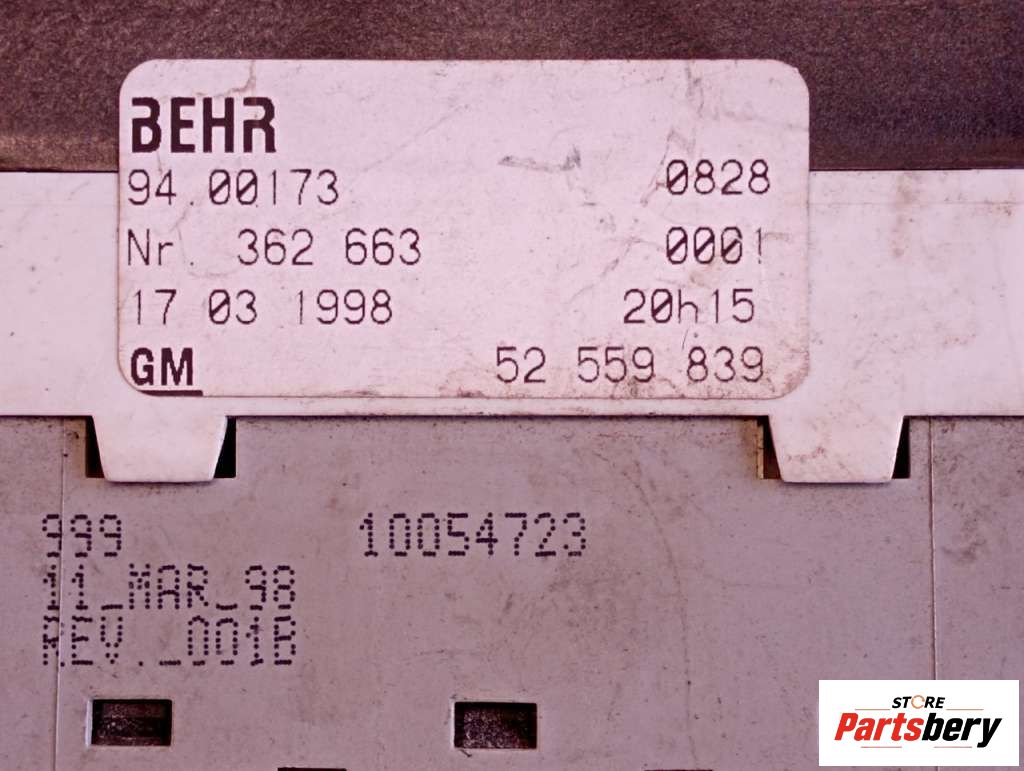 BEHR
94.00173 0828
Nr. 362 663 0001
17 03 1998 20h15
GM 52 559 839
999 10054723
11_MAR_98
REV._001B
STORE
Partsbery